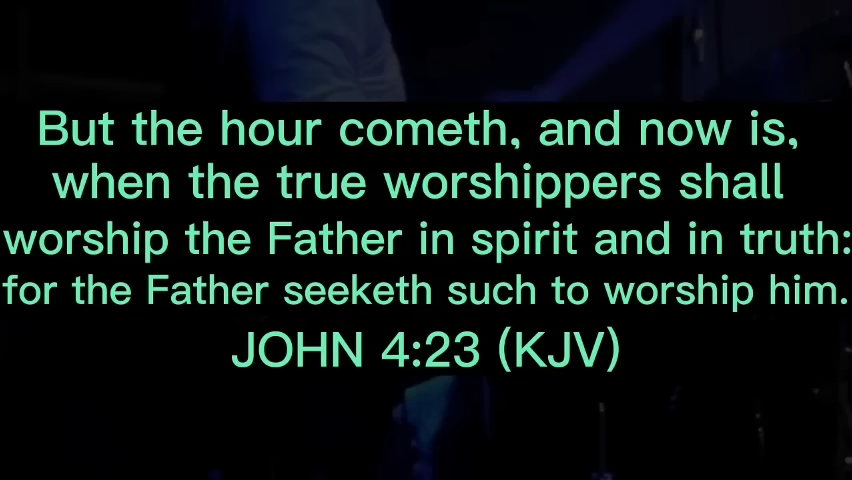 But the hour cometh, and now is,
when the true worshippers shall
worship the Father in spirit and in truth:
for the Father seeketh such to worship him.
JOHN 4:23 (KJV)